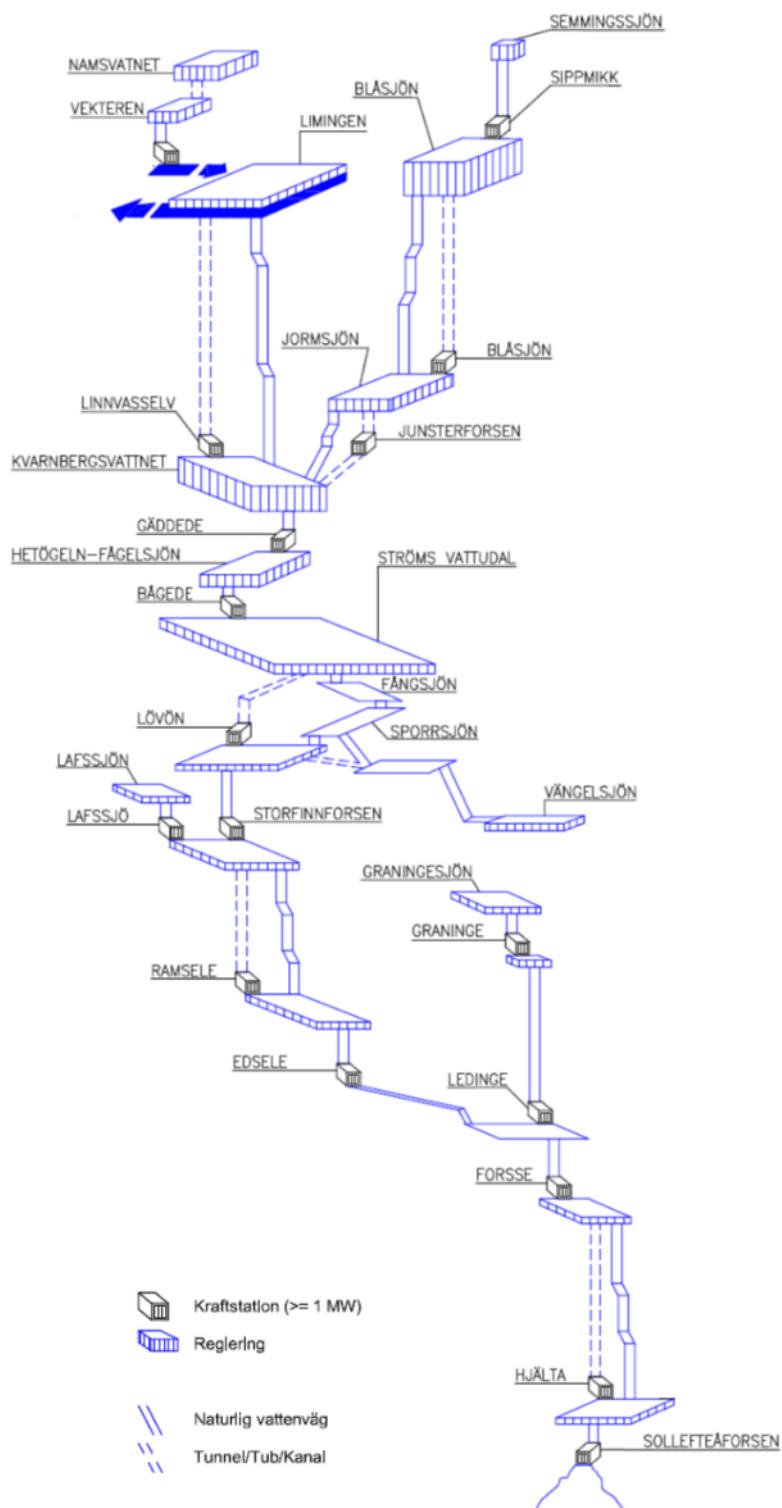 SEMMINGSSJÖN
NAMSVATNET
SIPPMIKK
BLÅSJÖN
VEKTEREN
LIMINGEN
JORMSJÖN
BLÅSJÖN
LINNVASSELV
JUNSTERFORSEN
KVARNBERGSVATTNET
GÄDDEDE
HETÖGELN-FÅGELSJÖN
STRÖMS VATTUDAL
BÅGEDE
FÅNGSJÖN
LÖVÖN
SPORRSJÖN
LAFSSJÖN
VÄNGELSJÖN
LAFSSJÖ
STORFINNFORSEN
GRANINGESJÖN
GRANINGE
RAMSELE
EDSELE
LEDINGE
FORSSE
Kraftstation (>= 1 MW)
Reglering
HJÄLTA
Naturlig vattenväg
SOLLEFTEÅFORSEN
Tunnel/Tub/Kanal